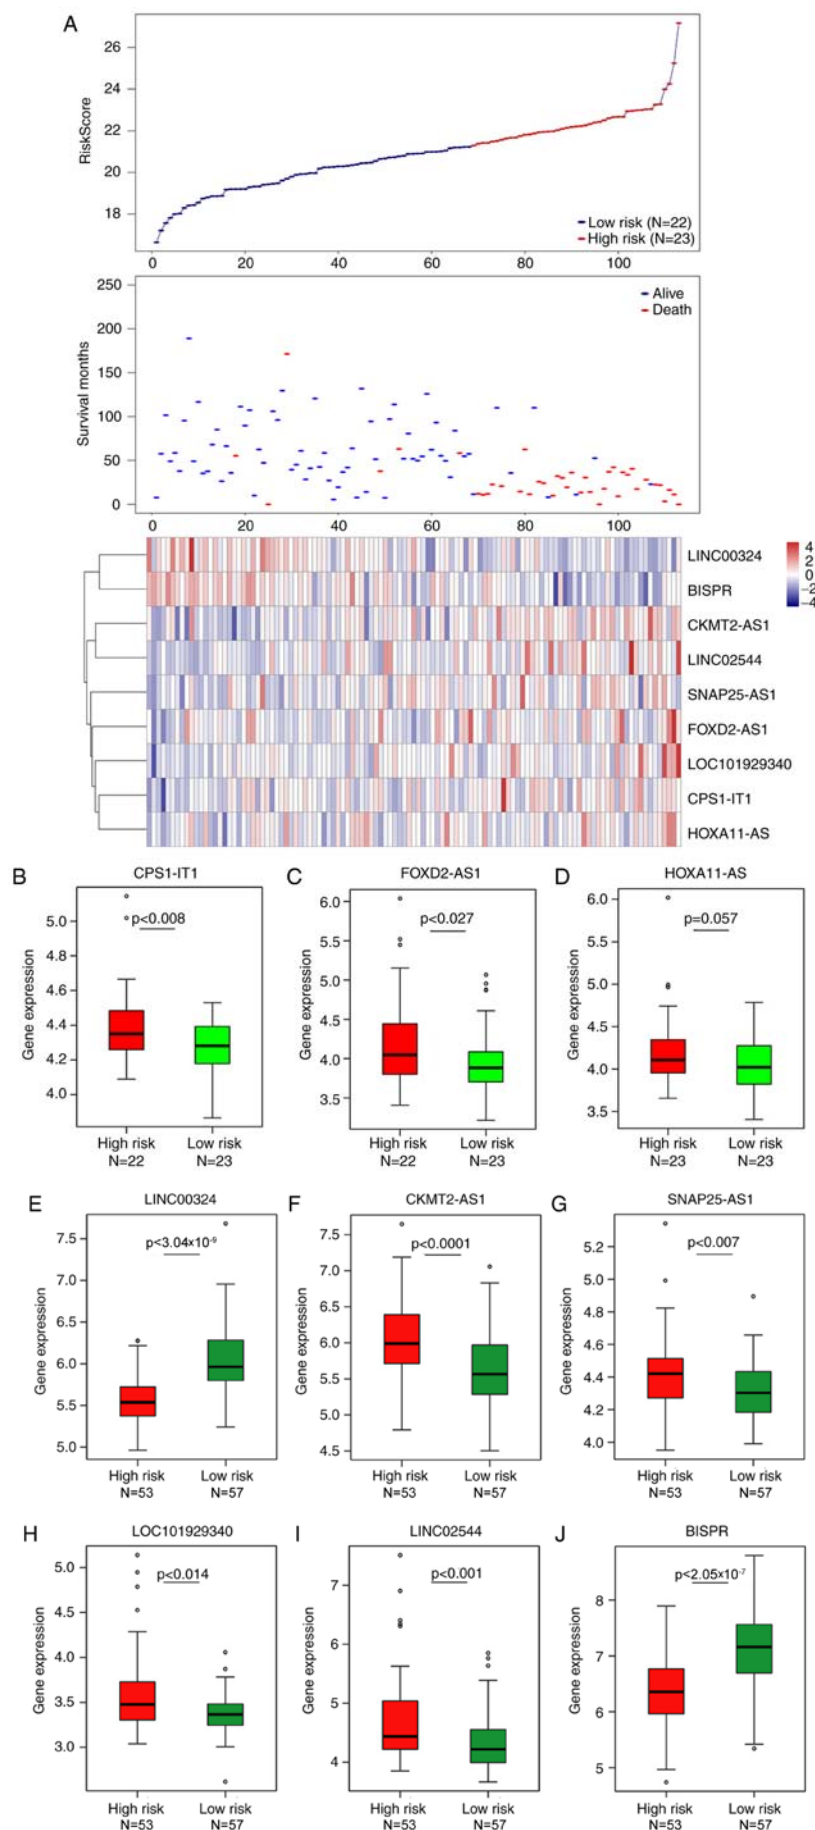 A
26
24
22
20
18
RiskScore
Low risk (N=22)
High risk (N=23)
0 20 40 60 80 100
250
200
150
100
50
0
Survival months
Alive
Death
0 20 40 60 80 100
LINC00324
BISPR
CKMT2-AS1
LINC02544
SNAP25-AS1
FOXD2-AS1
LOC101929340
CPS1-IT1
HOXA11-AS
4
2
0
−2
−4
B
CPS1-IT1
p<0.008
5.0
4.8
4.6
4.4
4.2
4.0
Gene expression
High risk Low risk
N=22 N=23
C
FOXD2-AS1
p<0.027
6.0
5.5
5.0
4.5
4.0
3.5
Gene expression
High risk Low risk
N=22 N=23
D
HOXA11-AS
p=0.057
6.0
5.5
5.0
4.5
4.0
3.5
Gene expression
High risk Low risk
N=23 N=23
E
LINC00324
p<3.04x10-9
7.5
7.0
6.5
6.0
5.5
5.0
Gene expression
High risk Low risk
N=53 N=57
F
CKMT2-AS1
p<0.0001
7.5
7.0
6.5
6.0
5.5
5.0
4.5
Gene expression
High risk Low risk
N=53 N=57
G
SNAP25-AS1
p<0.007
5.2
5.0
4.8
4.6
4.4
4.2
4.0
Gene expression
High risk Low risk
N=53 N=57
H
LOC101929340
p<0.014
5.0
4.5
4.0
3.5
3.0
Gene expression
High risk Low risk
N=53 N=57
I
LINC02544
p<0.001
7
6
5
4
Gene expression
High risk Low risk
N=53 N=57
J
BISPR
p<2.05x10-7
8
7
6
5
Gene expression
High risk Low risk
N=53 N=57